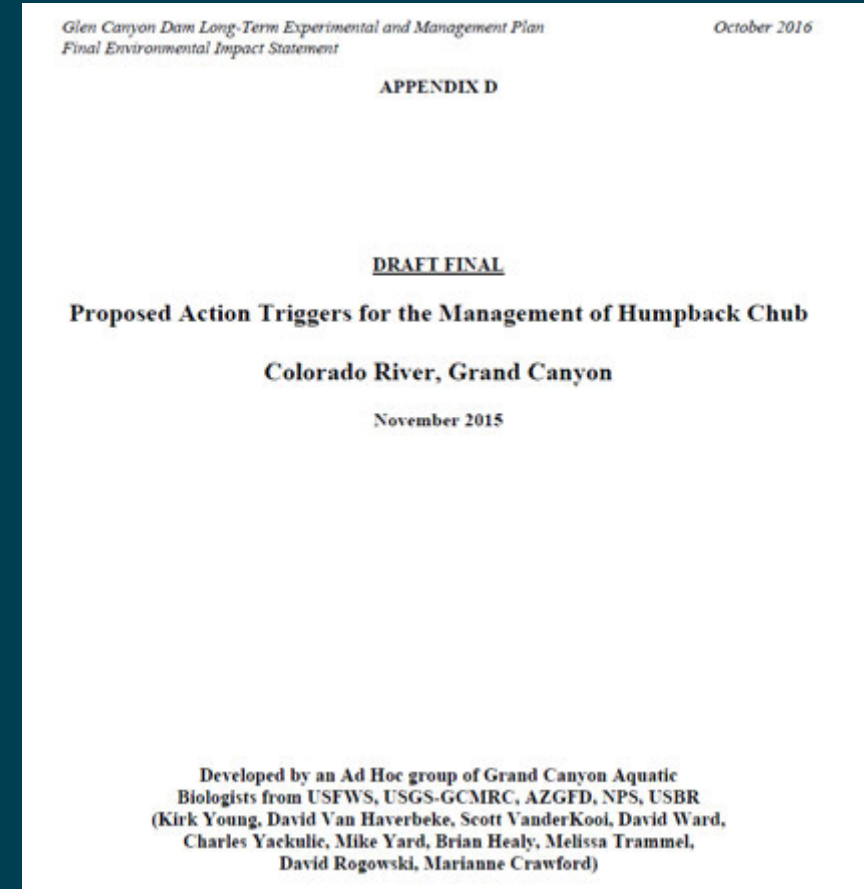 Glen Canyon Dam Long-Term Experimental and Management Plan October 2016
Final Environmental Impact Statement
APPENDIX D
DRAFT FINAL
Proposed Action Triggers for the Management of Humpback Chub
Colorado River, Grand Canyon
November 2015
Developed by an Ad Hoc group of Grand Canyon Aquatic
Biologists from USFWS, USGS-GCMRC, AZGFD, NPS, USBR
(Kirk Young, David Van Haverbeke, Scott VanderKooi, David Ward,
Charles Yackulic, Mike Yard, Brian Healy, Melissa Trammel,
David Rogowski, Marianne Crawford)